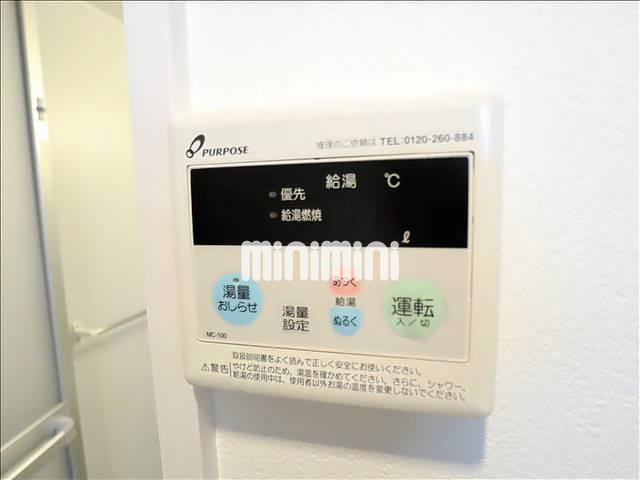 PURPOSE
修理のご依頼は TEL:0120-260-884
給湯 ℃
優先
給湯燃焼
ℓ
minimini
湯量
おしらせ
湯量
設定
あつく
給湯
ぬるく
運転
入/切
MC-100
⚠警告
取扱説明書をよく読んで正しく安全にお使いください。
やけど防止のため、湯温を確かめてください。さらに、シャワー、
給湯の使用中は、使用者以外お湯の温度を変更しないでください。